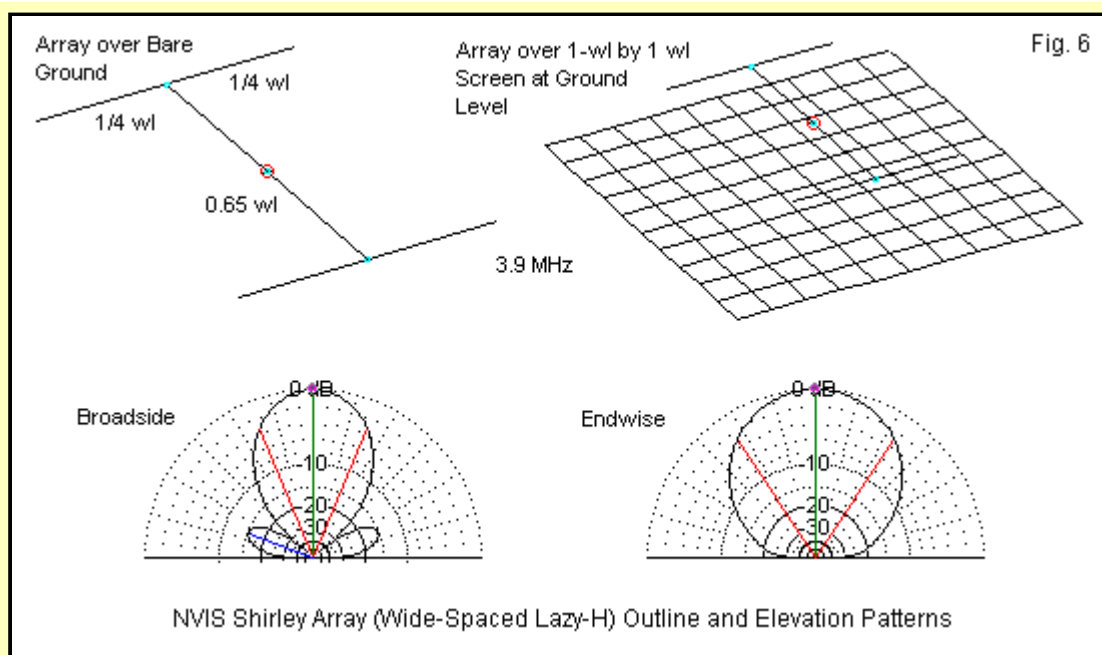 Array over Bare
Ground
1/4 wl
1/4 wl
0.65 wl
Array over 1-wl by 1 wl
Screen at Ground
Level
Fig. 6
3.9 MHz
Broadside
0 dB
-10
-20
-30
Endwise
0 dB
-10
-20
-30
NVIS Shirley Array (Wide-Spaced Lazy-H) Outline and Elevation Patterns